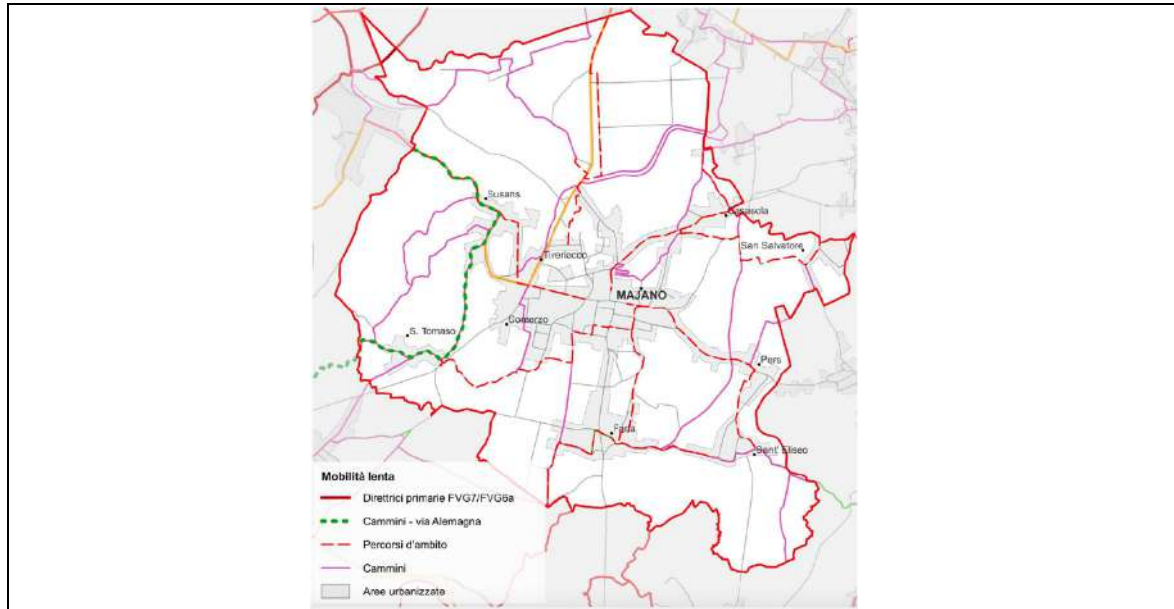 Susans
Casasola
San Salvatore
Tiveriacco
MAJANO
S. Tomaso
Comerzo
Pers
Farla
Sant' Eliseo
Mobilità lenta
Direttrici primarie FVG7/FVG6a
Cammini - via Alemagna
Percorsi d'ambito
Cammini
Aree urbanizzate